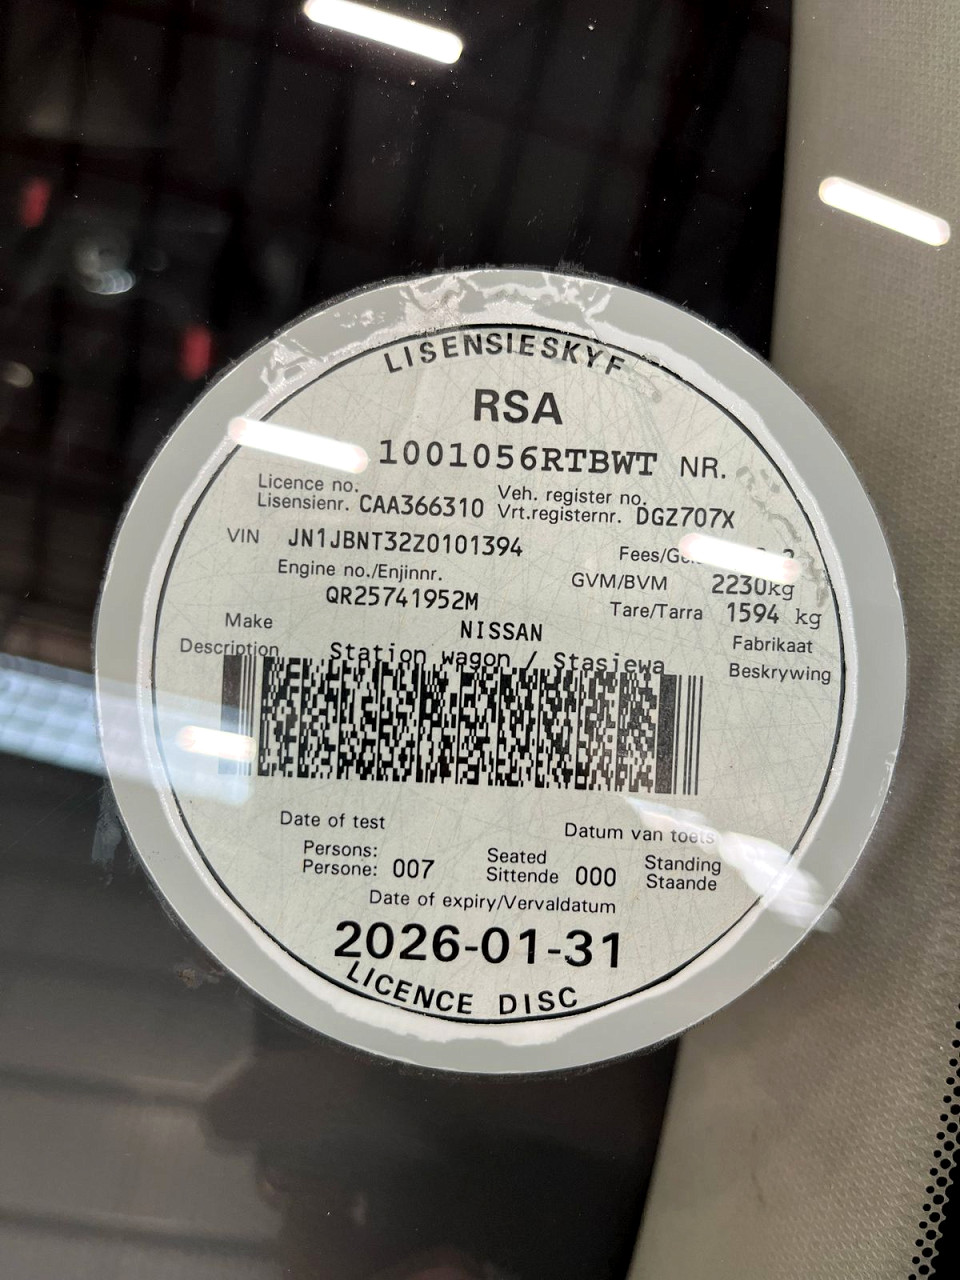 LISENSIESKYF
RSA
1001056RTBWT NR.
Licence no. Veh. register no.
Lisensienr. CAA366310 Vrt.registernr. DGZ707X
VIN JN1JBNT32Z0101394
Engine no./Enjinnr. GVM/BVM 2230kg
QR25741952M Tare/Tarra 1594 kg
Make NISSAN Fabrikaat
Description Station wagon / Stasiewa Beskrywing
Date of test Datum van toets
Persons: Seated Standing
Persone: 007 Sittende 000 Staande
Date of expiry/Vervaldatum
2026-01-31
LICENCE DISC